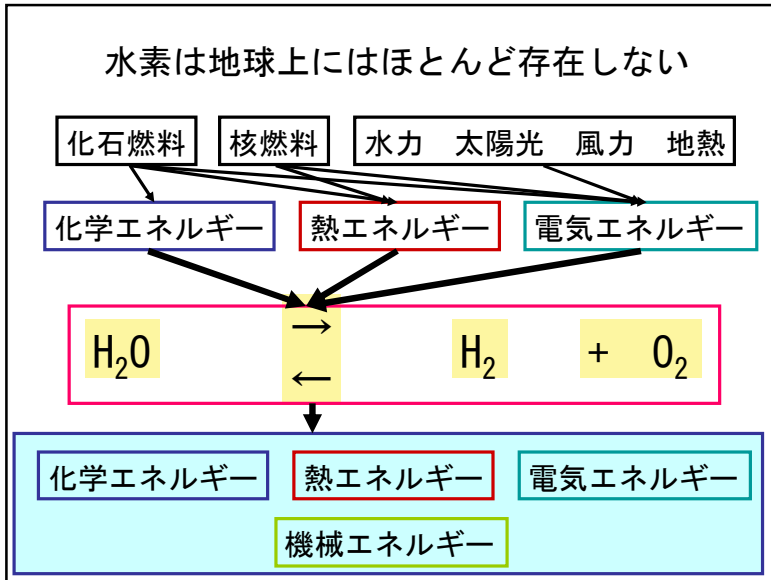 水素は地球上にはほとんど存在しない
化石燃料 核燃料 水力 太陽光 風力 地熱
化学エネルギー 熱エネルギー 電気エネルギー
→
H₂O H₂ + O₂
←
化学エネルギー 熱エネルギー 電気エネルギー
機械エネルギー